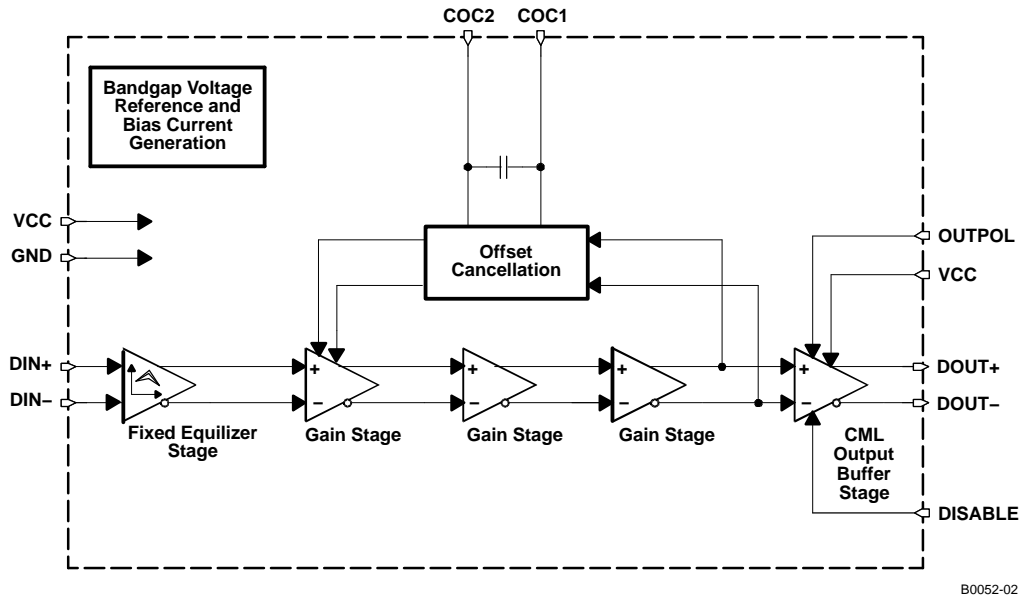 COC2 COC1
Bandgap Voltage
Reference and
Bias Current
Generation
VCC
GND
Offset
Cancellation
OUTPOL
VCC
DIN+
DIN−
+
−
+
−
+
−
+
−
DOUT+
DOUT−
Fixed Equilizer
Stage
Gain Stage
Gain Stage
Gain Stage
CML
Output
Buffer
Stage
DISABLE
B0052-02